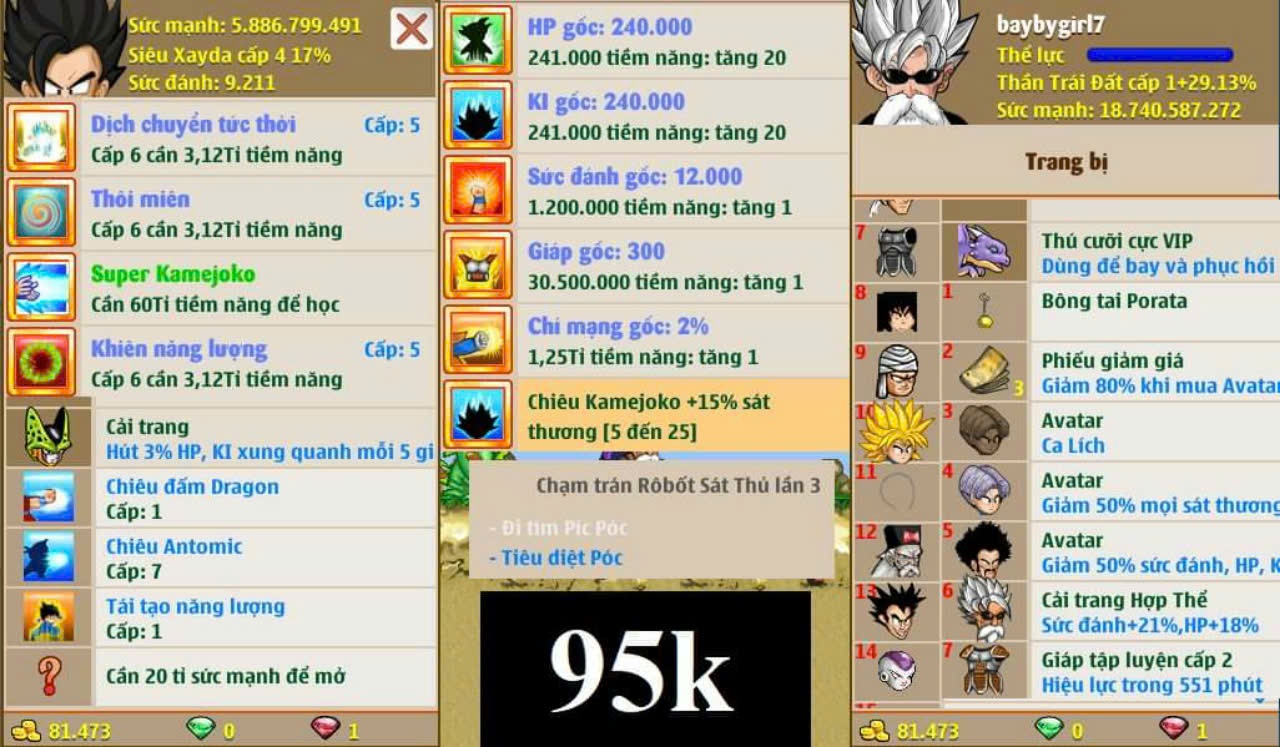 Sức mạnh: 5.886.799.491
Siêu Xayda cấp 4 17%
Sức đánh: 9.211
Dịch chuyển tức thời Cấp: 5
Cấp 6 cần 3,12Tỉ tiềm năng
Thôi miên Cấp: 5
Cấp 6 cần 3,12Tỉ tiềm năng
Super Kamejoko
Cần 60Tỉ tiềm năng để học
Khiên năng lượng Cấp: 5
Cấp 6 cần 3,12Tỉ tiềm năng
Cải trang
Hút 3% HP, KI xung quanh mỗi 5 gi
Chiêu đấm Dragon
Cấp: 1
Chiêu Antomic
Cấp: 7
Tái tạo năng lượng
Cấp: 1
?
Cần 20 tỉ sức mạnh để mở
81.473 0 1
HP gốc: 240.000
241.000 tiềm năng: tăng 20
KI gốc: 240.000
241.000 tiềm năng: tăng 20
Sức đánh gốc: 12.000
1.200.000 tiềm năng: tăng 1
Giáp gốc: 300
30.500.000 tiềm năng: tăng 1
Chí mạng gốc: 2%
1,25Tỉ tiềm năng: tăng 1
Chiêu Kamejoko +15% sát
thương [5 đến 25]
Chạm trán Rôbốt Sát Thủ lần 3
- Đi tìm Píc Póc
- Tiêu diệt Póc
95k
baybygirl7
Thể lực
Thần Trái Đất cấp 1+29.13%
Sức mạnh: 18.740.587.272
Trang bị
7
Thú cưỡi cực VIP
Dùng để bay và phục hồi
8 1
Bông tai Porata
9 2
3
Phiếu giảm giá
Giảm 80% khi mua Avata
10 3
Avatar
Ca Lích
11 4
Avatar
Giảm 50% mọi sát thương
12 5
Avatar
Giảm 50% sức đánh, HP, K
13 6
Cải trang Hợp Thể
Sức đánh+21%,HP+18%
14 7
Giáp tập luyện cấp 2
Hiệu lực trong 551 phút
81.473 0 1